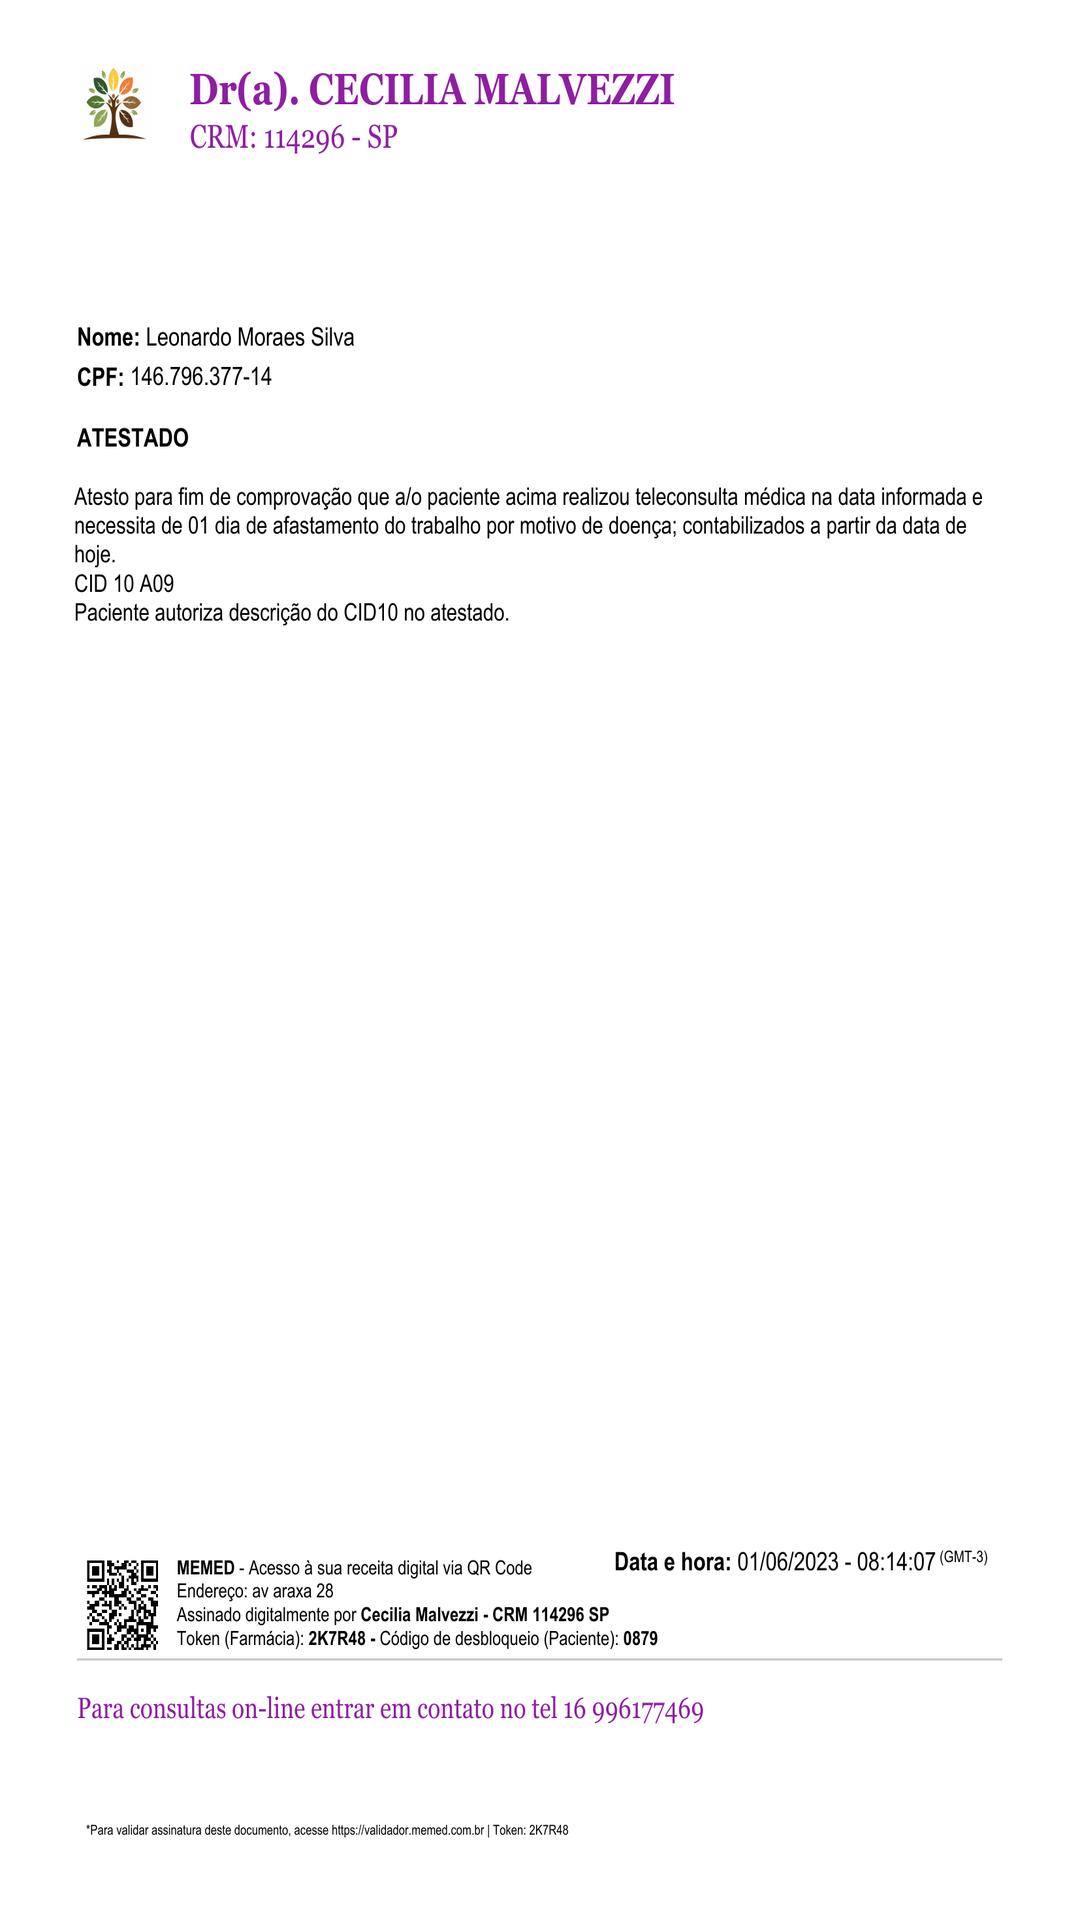 Dr(a). CECILIA MALVEZZI
CRM: 114296 - SP
Nome: Leonardo Moraes Silva
CPF: 146.796.377-14
ATESTADO
Atesto para fim de comprovação que a/o paciente acima realizou teleconsulta médica na data informada e
necessita de 01 dia de afastamento do trabalho por motivo de doença; contabilizados a partir da data de
hoje.
CID 10 A09
Paciente autoriza descrição do CID10 no atestado.
MEMED - Acesso à sua receita digital via QR Code
Endereço: av araxa 28
Assinado digitalmente por Cecilia Malvezzi - CRM 114296 SP
Token (Farmácia): 2K7R48 - Código de desbloqueio (Paciente): 0879
Data e hora: 01/06/2023 - 08:14:07 (GMT-3)
Para consultas on-line entrar em contato no tel 16 996177469
*Para validar assinatura deste documento, acesse https://validador.memed.com.br | Token: 2K7R48